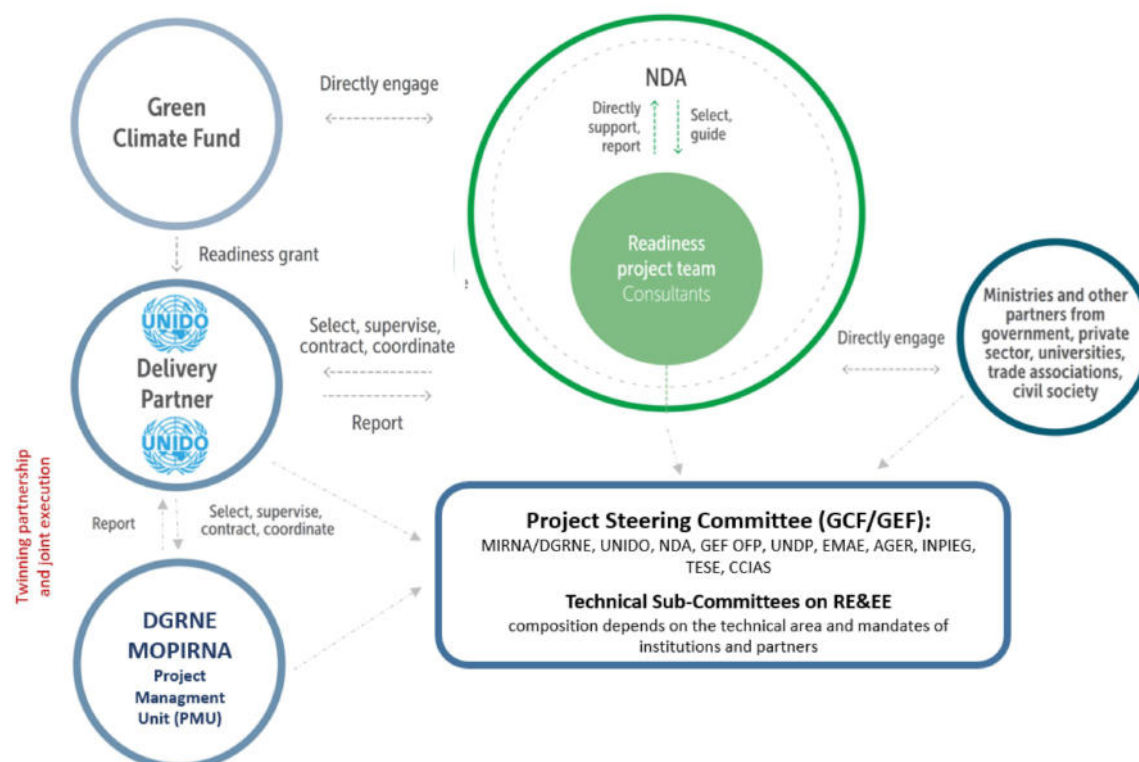 Green
Climate Fund
Directly engage
NDA
Directly
support,
report
Select,
guide
Readiness
project team
Consultants
Readiness grant
e
UNIDO
Delivery
Partner
UNIDO
Select, supervise,
contract, coordinate
Report
Directly engage
Ministries and other
partners from
government, private
sector, universities,
trade associations,
civil society
Twinning partnership
and joint execution
Report
Select, supervise,
contract, coordinate
DGRNE
MOPIRNA
Project
Managment
Unit (PMU)
Project Steering Committee (GCF/GEF):
MIRNA/DGRNE, UNIDO, NDA, GEF OFP, UNDP, EMAE, AGER, INPIEG,
TESE, CCIAS
Technical Sub-Committees on RE&EE
composition depends on the technical area and mandates of
institutions and partners